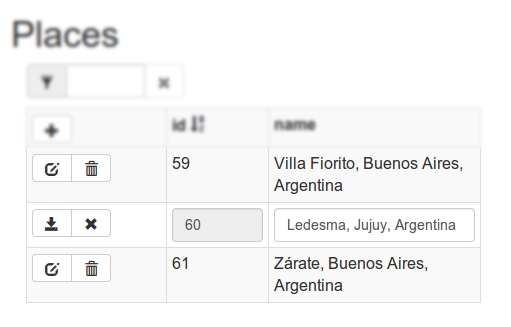 Places
id
name
59
Villa Fiorito, Buenos Aires,
Argentina
60
Ledesma, Jujuy, Argentina
61
Zárate, Buenos Aires,
Argentina